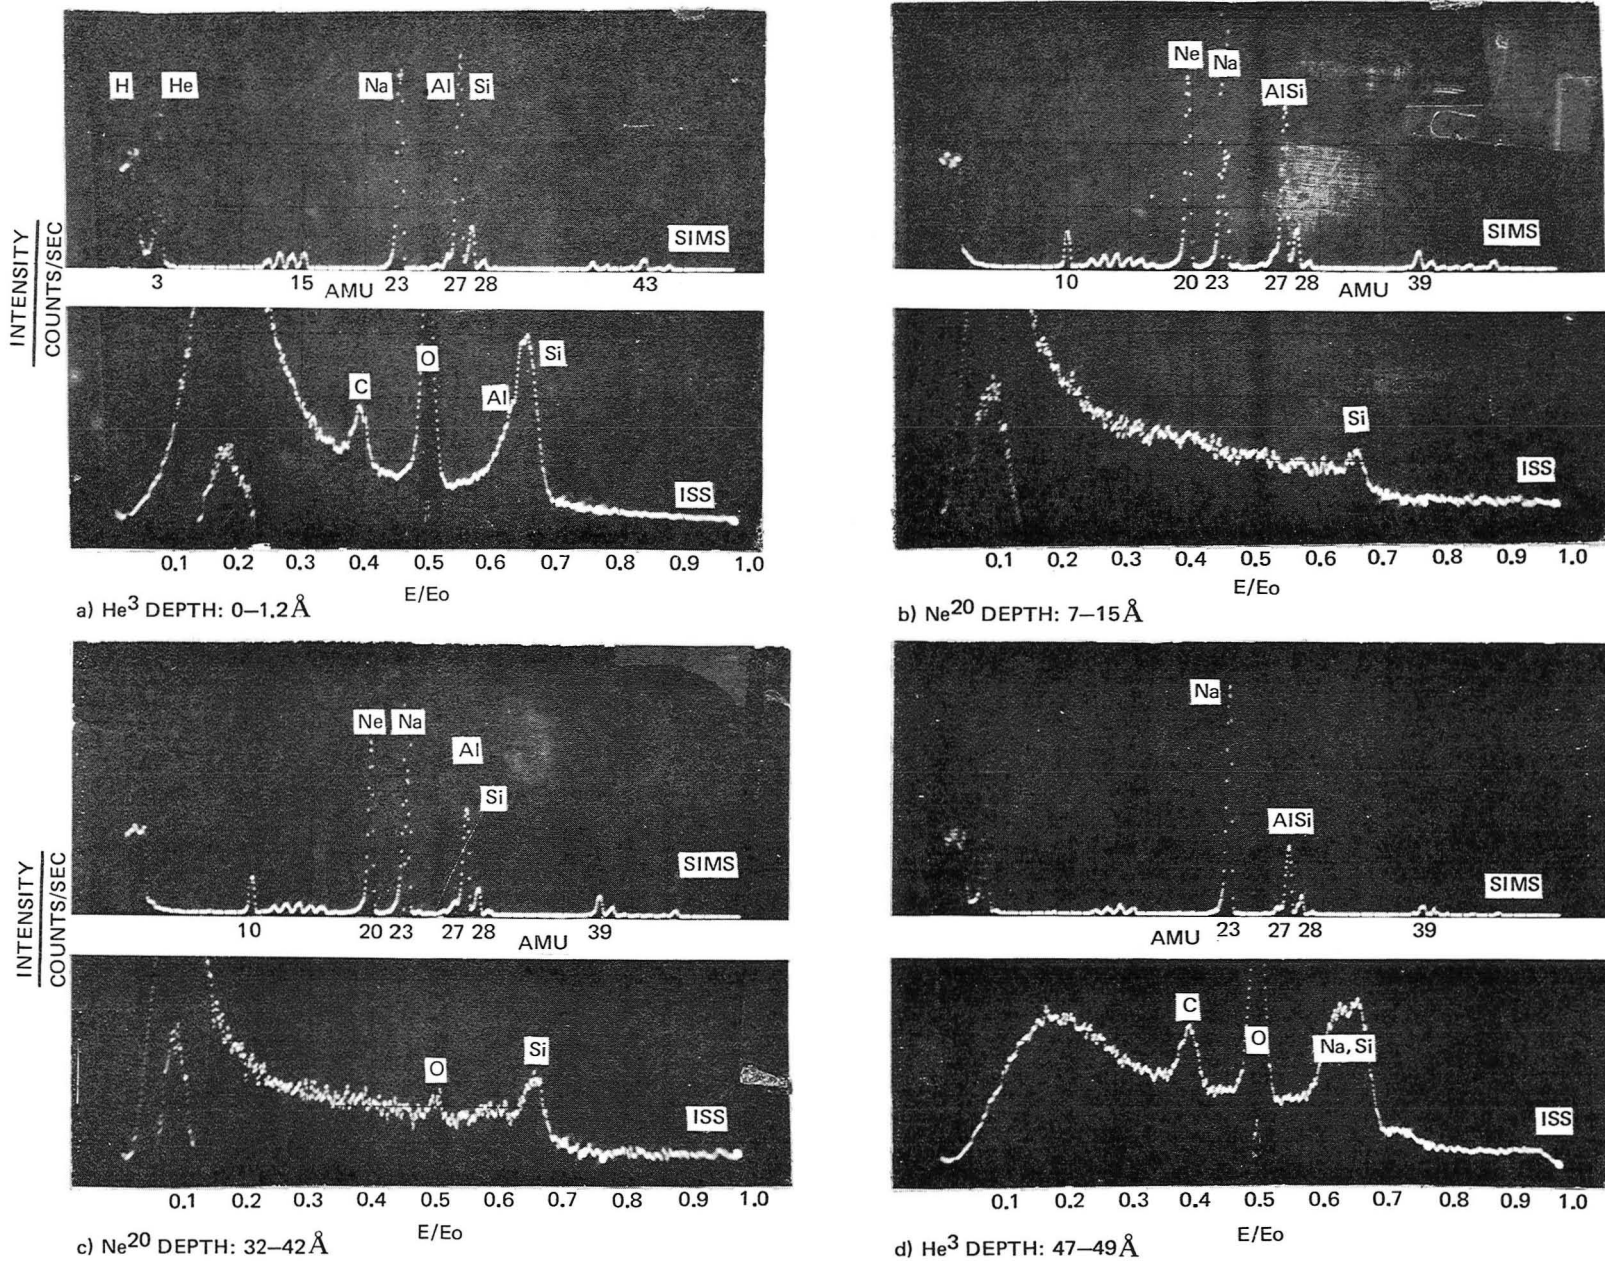 H He Na Al Si
SIMS
3 15 AMU 23 27 28 43
INTENSITY
COUNTS/SEC
C O Al Si
ISS
0.1 0.2 0.3 0.4 0.5 0.6 0.7 0.8 0.9 1.0
E/Eo
a) He3 DEPTH: 0–1.2Å
Ne Na AlSi
SIMS
10 20 23 27 28 AMU 39
Si
ISS
0.1 0.2 0.3 0.4 0.5 0.6 0.7 0.8 0.9 1.0
E/Eo
b) Ne20 DEPTH: 7–15Å
Ne Na Al
Si
SIMS
10 20 23 27 28 AMU 39
INTENSITY
COUNTS/SEC
O Si
ISS
0.1 0.2 0.3 0.4 0.5 0.6 0.7 0.8 0.9 1.0
E/Eo
c) Ne20 DEPTH: 32–42Å
Na
AlSi
SIMS
AMU 23 27 28 39
C O Na, Si
ISS
0.1 0.2 0.3 0.4 0.5 0.6 0.7 0.8 0.9 1.0
E/Eo
d) He3 DEPTH: 47–49Å